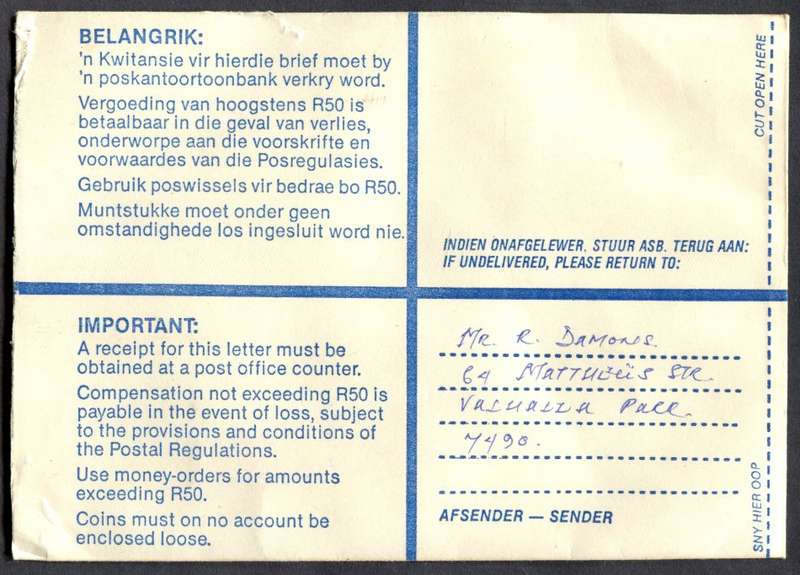 BELANGRIK:
'n Kwitansie vir hierdie brief moet by
'n poskantoortoonbank verkry word.
Vergoeding van hoogstens R50 is
betaalbaar in die geval van verlies,
onderworpe aan die voorskrifte en
voorwaardes van die Posregulasies.
Gebruik poswissels vir bedrae bo R50.
Muntstukke moet onder geen
omstandighede los ingesluit word nie.
INDIEN ONAFGELEWER, STUUR ASB. TERUG AAN:
IF UNDELIVERED, PLEASE RETURN TO:
CUT OPEN HERE
IMPORTANT:
A receipt for this letter must be
obtained at a post office counter.
Compensation not exceeding R50 is
payable in the event of loss, subject
to the provisions and conditions of
the Postal Regulations.
Use money-orders for amounts
exceeding R50.
Coins must on no account be
enclosed loose.
Mr. R. Damons.
64 Mattheüs Str.
Valhalla Park.
7490.
AFSENDER — SENDER
SNY HIER OOP